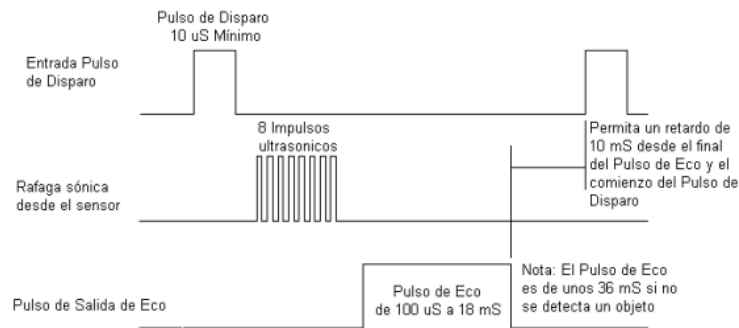 Pulso de Disparo
10 uS Mínimo
Entrada Pulso
de Disparo
8 Impulsos
ultrasonicos
Permita un retardo de
10 mS desde el final
del Pulso de Eco y el
comienzo del Pulso de
Disparo
Rafaga sónica
desde el sensor
Pulso de Eco
de 100 uS a 18 mS
Nota: El Pulso de Eco
es de unos 36 mS si no
se detecta un objeto
Pulso de Salida de Eco